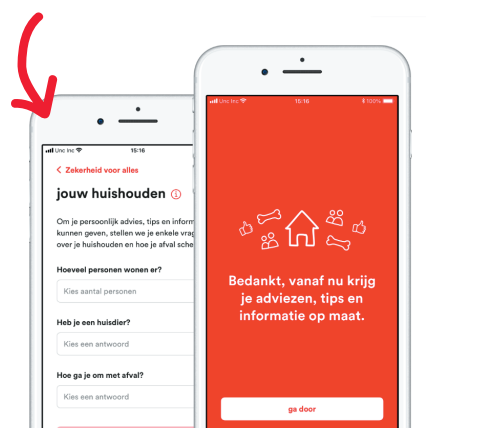 Unc Inc
15:16
Zekerheid voor alles
jouw huishouden
Om je persoonlijk advies, tips en inform
kunnen geven, stellen we je enkele vrag
over je huishouden en hoe je afval sche
Hoeveel personen wonen er?
Kies aantal personen
Heb je een huisdier?
Kies een antwoord
Hoe ga je om met afval?
Kies een antwoord
Unc Inc
15:16
100%
Bedankt, vanaf nu krijg
je adviezen, tips en
informatie op maat.
ga door